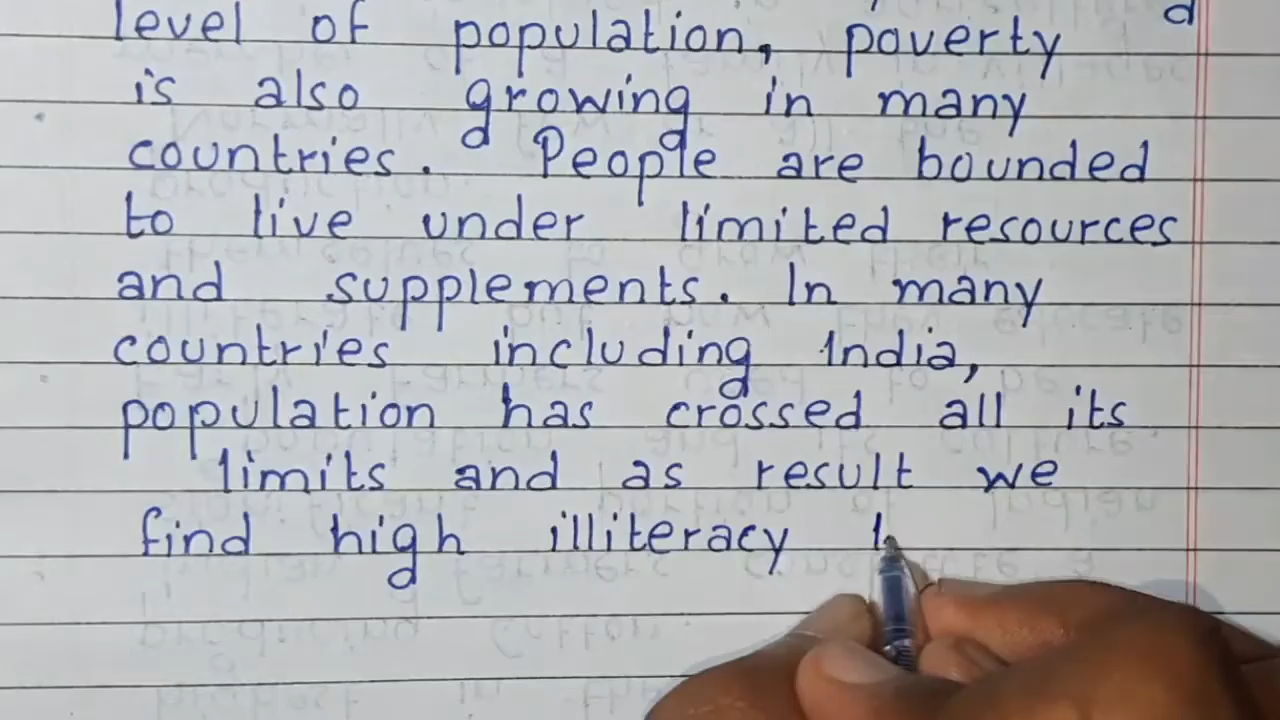 level of population, poverty
is also growing in many
countries. People are bounded
to live under limited resources
and supplements. In many
countries including India,
population has crossed all its
limits and as result we
find high illiteracy